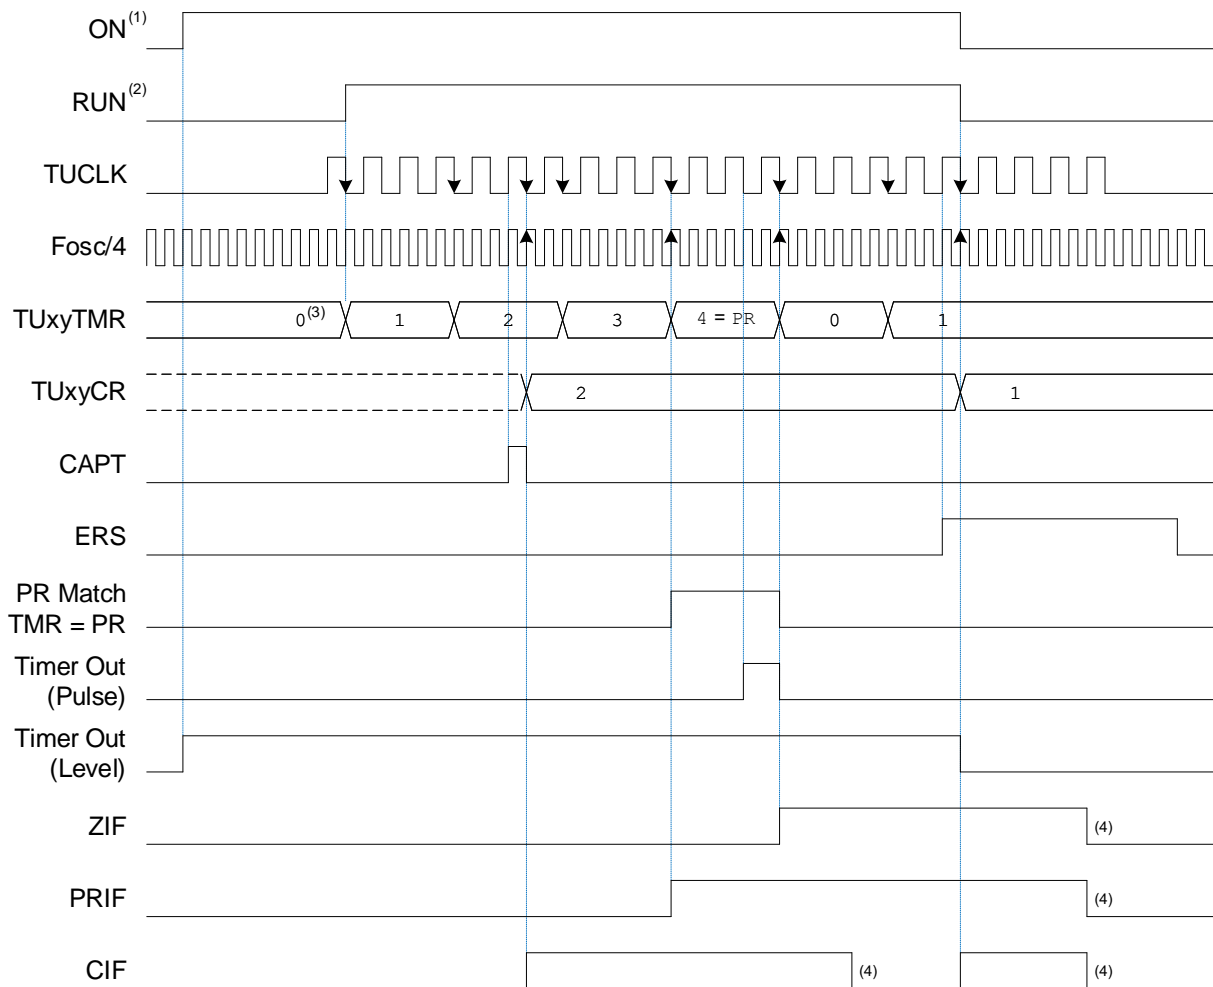 ON(1)
RUN(2)
TUCLK
Fosc/4
TUxyTMR 0(3) 1 2 3 4 = PR 0 1
TUxyCR 2 1
CAPT
ERS
PR Match
TMR = PR
Timer Out
(Pulse)
Timer Out
(Level)
ZIF (4)
PRIF (4)
CIF (4) (4)